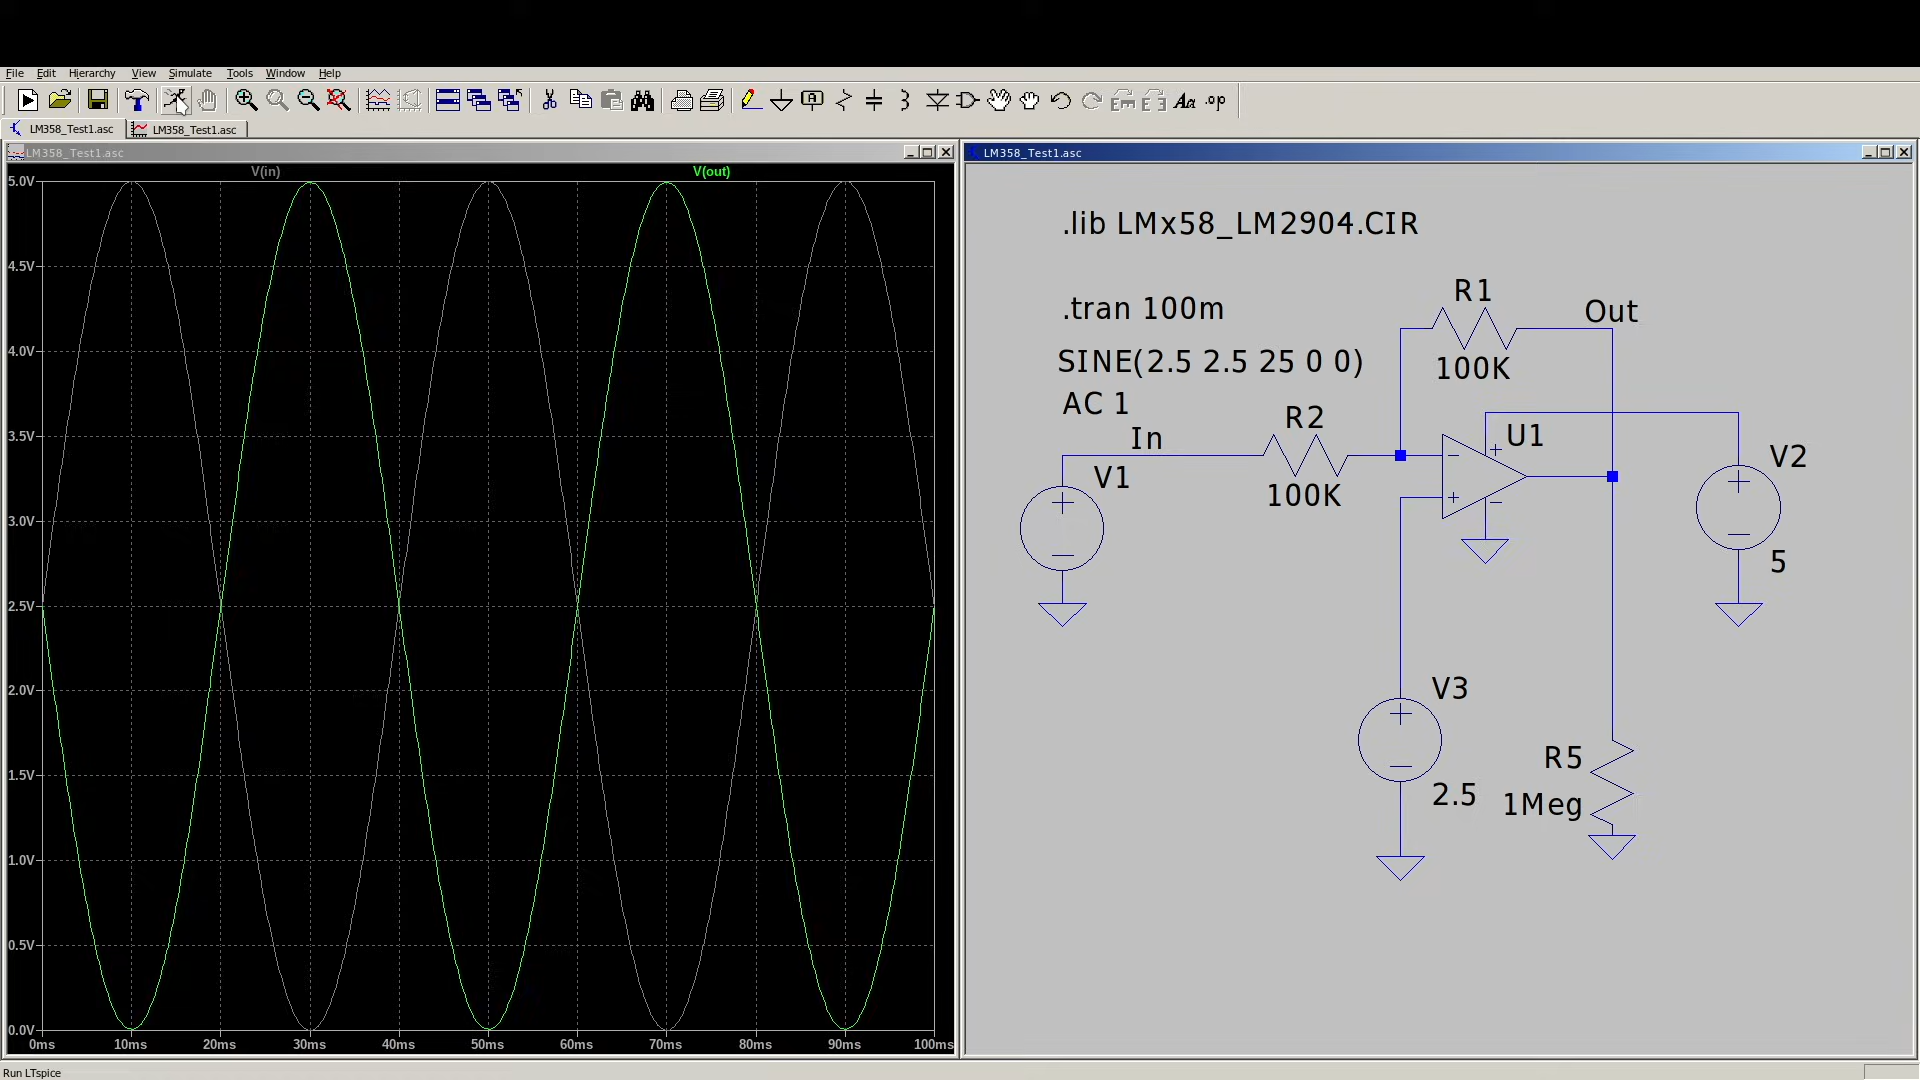 File Edit Hierarchy View Simulate Tools Window Help
LM358_Test1.asc LM358_Test1.asc
LM358_Test1.asc
V(in) V(out)
5.0V
4.5V
4.0V
3.5V
3.0V
2.5V
2.0V
1.5V
1.0V
0.5V
0.0V
0ms 10ms 20ms 30ms 40ms 50ms 60ms 70ms 80ms 90ms 100ms
LM358_Test1.asc
.lib LMx58_LM2904.CIR
.tran 100m
SINE(2.5 2.5 25 0 0)
AC 1
In
V1
R2
100K
R1
100K
Out
U1
V2
5
V3
2.5
R5
1Meg
Run LTspice